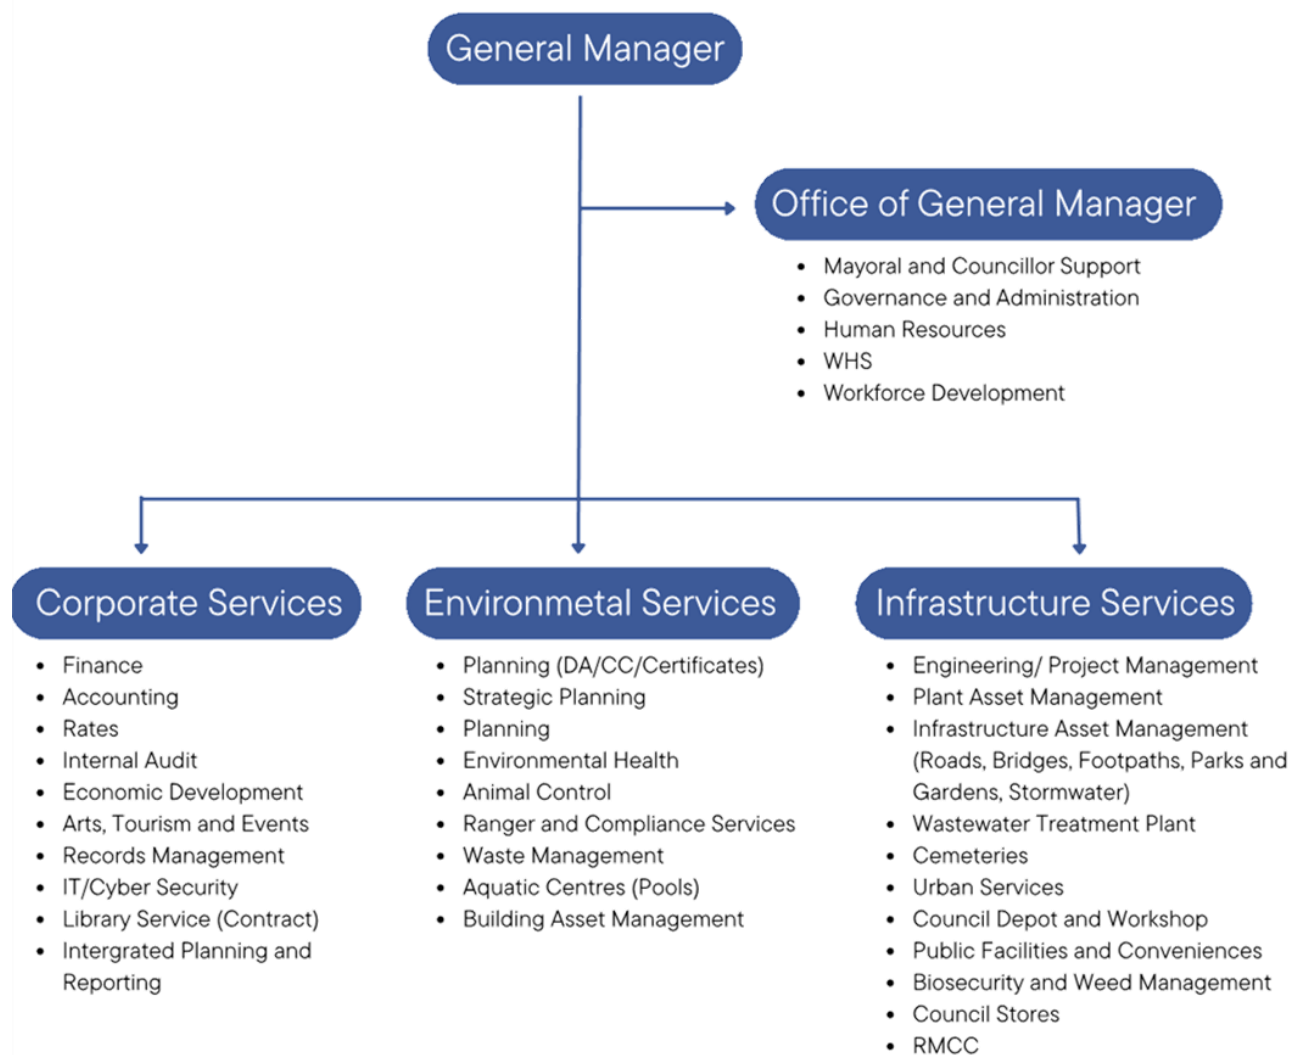 General Manager
Office of General Manager
• Mayoral and Councillor Support
• Governance and Administration
• Human Resources
• WHS
• Workforce Development
Corporate Services
• Finance
• Accounting
• Rates
• Internal Audit
• Economic Development
• Arts, Tourism and Events
• Records Management
• IT/Cyber Security
• Library Service (Contract)
• Intergrated Planning and
Reporting
Environmetal Services
• Planning (DA/CC/Certificates)
• Strategic Planning
• Planning
• Environmental Health
• Animal Control
• Ranger and Compliance Services
• Waste Management
• Aquatic Centres (Pools)
• Building Asset Management
Infrastructure Services
• Engineering/ Project Management
• Plant Asset Management
• Infrastructure Asset Management
(Roads, Bridges, Footpaths, Parks and
Gardens, Stormwater)
• Wastewater Treatment Plant
• Cemeteries
• Urban Services
• Council Depot and Workshop
• Public Facilities and Conveniences
• Biosecurity and Weed Management
• Council Stores
• RMCC